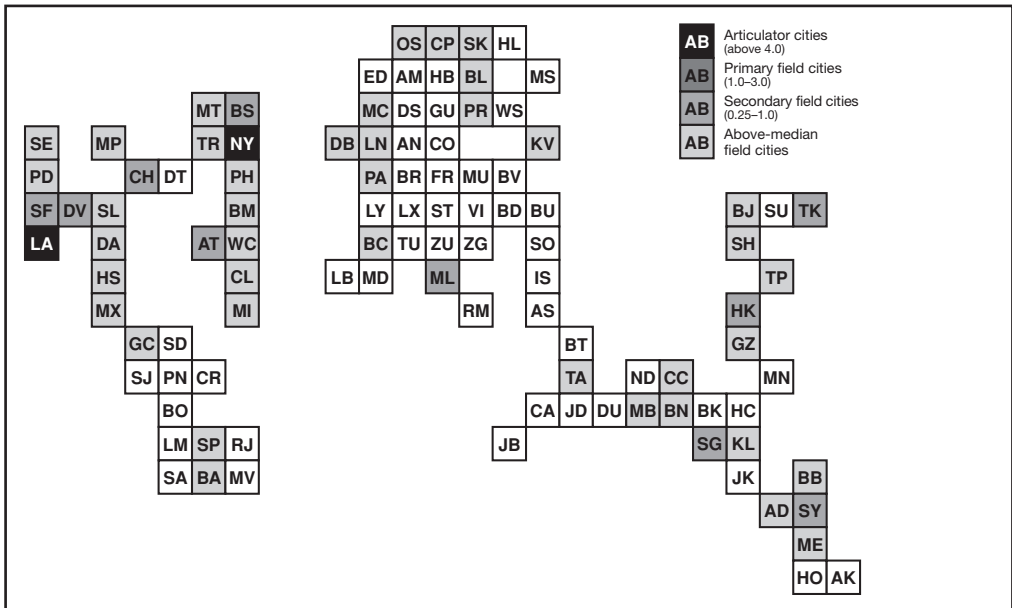 OS CP SK HL
AB Articulator cities
(above 4.0)
ED AM HB BL MS
AB Primary field cities
(1.0–3.0)
MT BS MC DS GU PR WS
AB Secondary field cities
(0.25–1.0)
SE MP TR NY DB LN AN CO KV
AB Above-median
field cities
PD CH DT PH PA BR FR MU BV
SF DV SL BM LY LX ST VI BD BU BJ SU TK
LA DA AT WC BC TU ZU ZG SO SH
HS CL LB MD ML IS TP
MX MI RM AS HK
GC SD BT GZ
SJ PN CR TA ND CC MN
BO CA JD DU MB BN BK HC
LM SP RJ JB SG KL
SA BA MV JK BB
AD SY
ME
HO AK